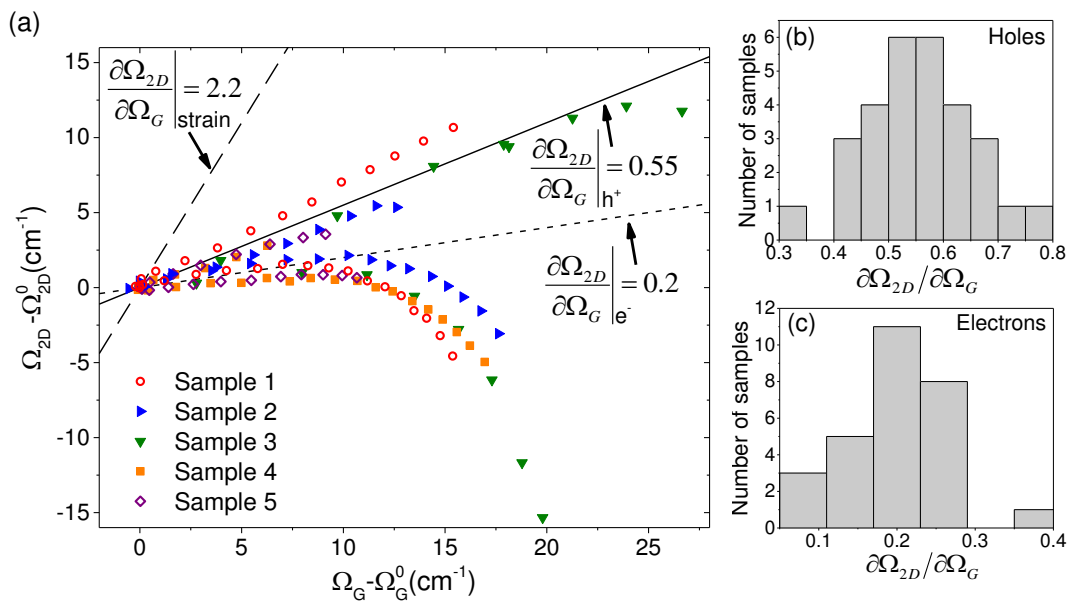 (a)
15
10
5
0
-5
-10
-15
Ω2D-Ω⁰2D(cm⁻¹)
∂Ω2D/∂ΩG|strain = 2.2
∂Ω2D/∂ΩG|h⁺ = 0.55
∂Ω2D/∂ΩG|e⁻ = 0.2
Sample 1
Sample 2
Sample 3
Sample 4
Sample 5
0 5 10 15 20 25
ΩG-Ω⁰G(cm⁻¹)
(b)
Holes
Number of samples
6
5
4
3
2
1
0
0.3 0.4 0.5 0.6 0.7 0.8
∂Ω2D/∂ΩG
(c)
Electrons
Number of samples
12
10
8
6
4
2
0
0.1 0.2 0.3 0.4
∂Ω2D/∂ΩG